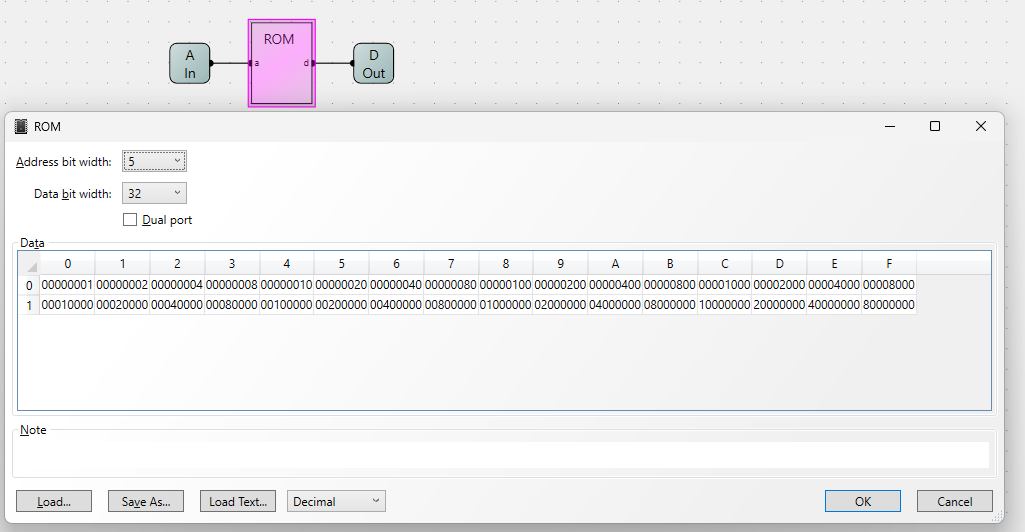 ROM
A
In
a
d
D
Out
ROM
Address bit width: 5
Data bit width: 32
Dual port
Data
0 1 2 3 4 5 6 7 8 9 A B C D E F
0 00000001 00000002 00000004 00000008 00000010 00000020 00000040 00000080 00000100 00000200 00000400 00000800 00001000 00002000 00004000 00008000
1 00010000 00020000 00040000 00080000 00100000 00200000 00400000 00800000 01000000 02000000 04000000 08000000 10000000 20000000 40000000 80000000
Note
Load... Save As... Load Text... Decimal OK Cancel